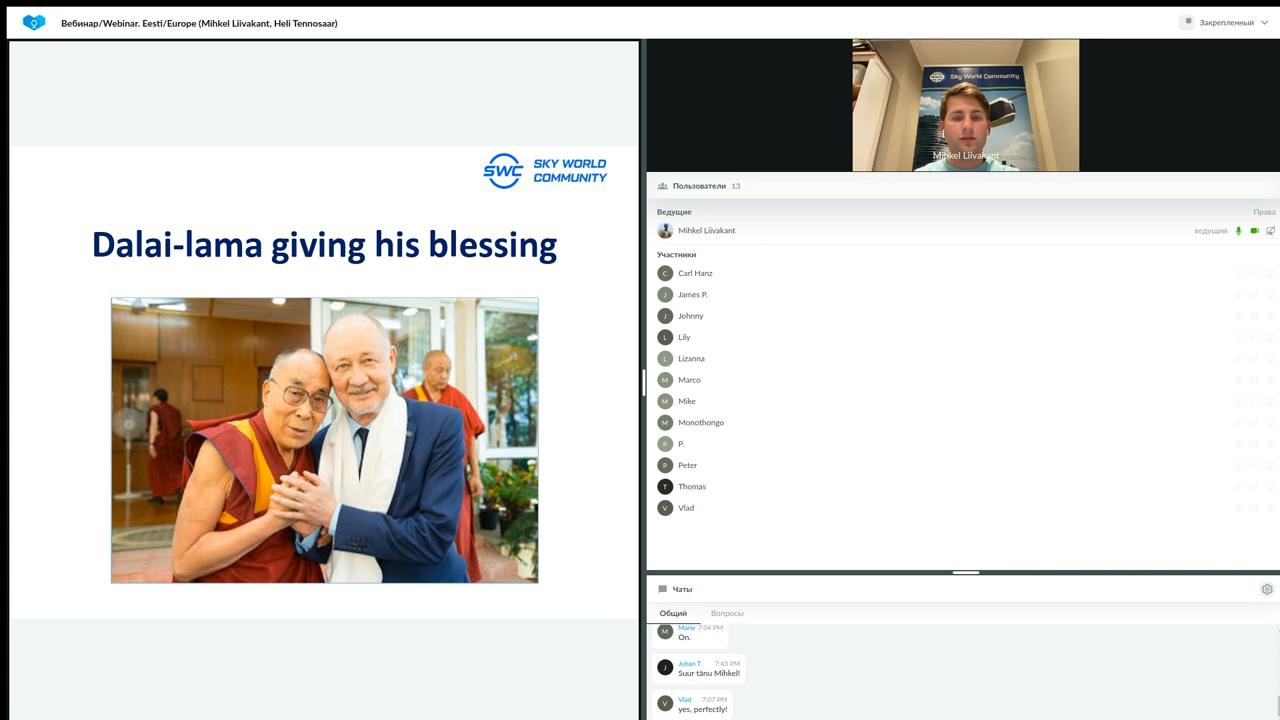 Вебинар/Webinar. Eesti/Europe (Mihkel Liivakant, Heli Tennosaar)
Закрепленный
SWC SKY WORLD
COMMUNITY
Dalai-lama giving his blessing
Sky World Community
Mihkel Liivakant
Пользователи 13
Ведущие
Права
Mihkel Liivakant
ведущий
Участники
C Carl Hanz
J James P.
J Johnny
L Lily
L Lizanna
M Marco
M Mike
M Monothongo
P P.
P Peter
T Thomas
V Vlad
Чаты
Общий
Вопросы
M Marie 7:04 PM
On.
J Juhan T. 7:43 PM
Suur tänu Mihkel!
V Vlad 7:07 PM
yes, perfectly!